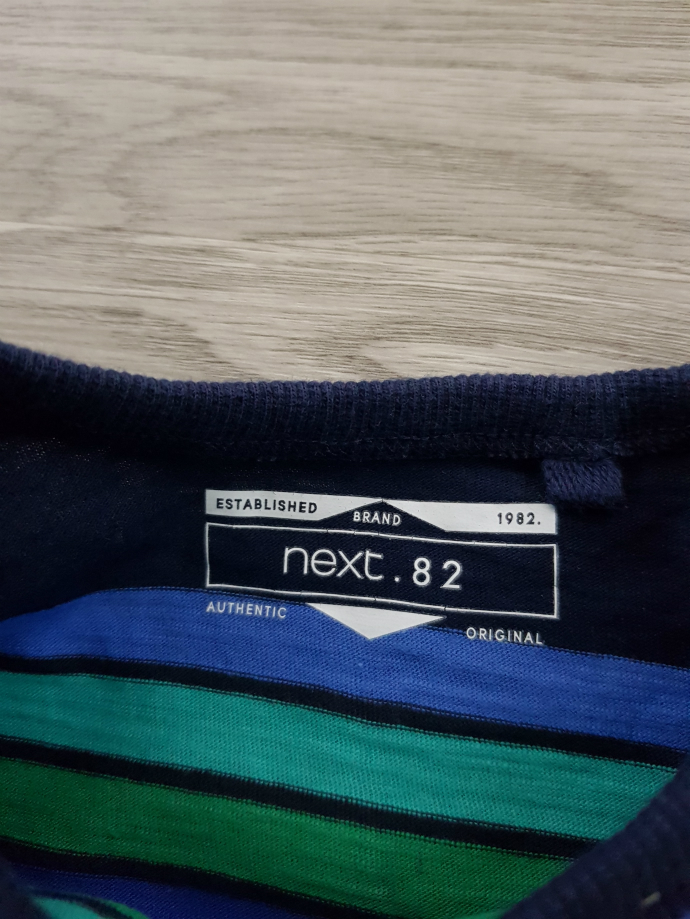 ESTABLISHED BRAND 1982.
next.82
AUTHENTIC ORIGINAL